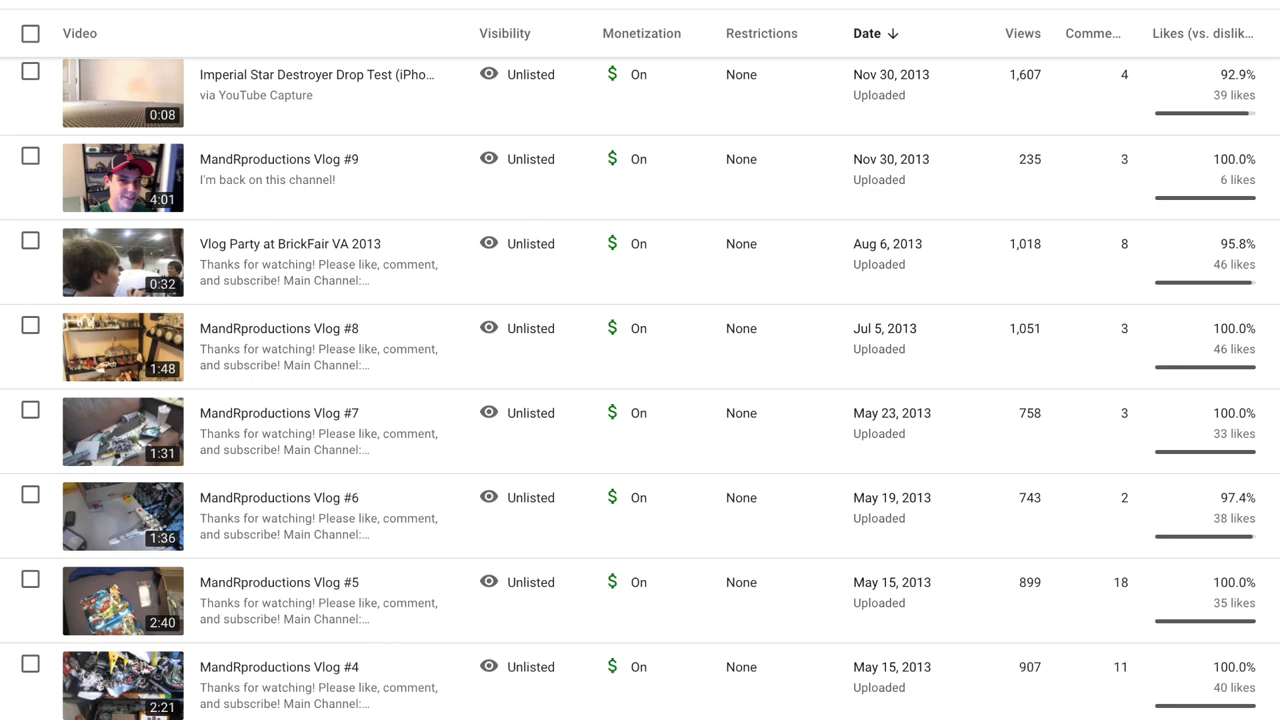 Video Visibility Monetization Restrictions Date Views Comme... Likes (vs. dislik...
Imperial Star Destroyer Drop Test (iPho... Unlisted $ On None Nov 30, 2013 1,607 4 92.9%
via YouTube Capture Uploaded 39 likes
0:08
MandRproductions Vlog #9 Unlisted $ On None Nov 30, 2013 235 3 100.0%
I'm back on this channel! Uploaded 6 likes
4:01
Vlog Party at BrickFair VA 2013 Unlisted $ On None Aug 6, 2013 1,018 8 95.8%
Thanks for watching! Please like, comment, Uploaded 46 likes
0:32 and subscribe! Main Channel:...
MandRproductions Vlog #8 Unlisted $ On None Jul 5, 2013 1,051 3 100.0%
Thanks for watching! Please like, comment, Uploaded 46 likes
1:48 and subscribe! Main Channel:...
MandRproductions Vlog #7 Unlisted $ On None May 23, 2013 758 3 100.0%
Thanks for watching! Please like, comment, Uploaded 33 likes
1:31 and subscribe! Main Channel:...
MandRproductions Vlog #6 Unlisted $ On None May 19, 2013 743 2 97.4%
Thanks for watching! Please like, comment, Uploaded 38 likes
1:36 and subscribe! Main Channel:...
MandRproductions Vlog #5 Unlisted $ On None May 15, 2013 899 18 100.0%
Thanks for watching! Please like, comment, Uploaded 35 likes
2:40 and subscribe! Main Channel:...
MandRproductions Vlog #4 Unlisted $ On None May 15, 2013 907 11 100.0%
Thanks for watching! Please like, comment, Uploaded 40 likes
2:21 and subscribe! Main Channel:...